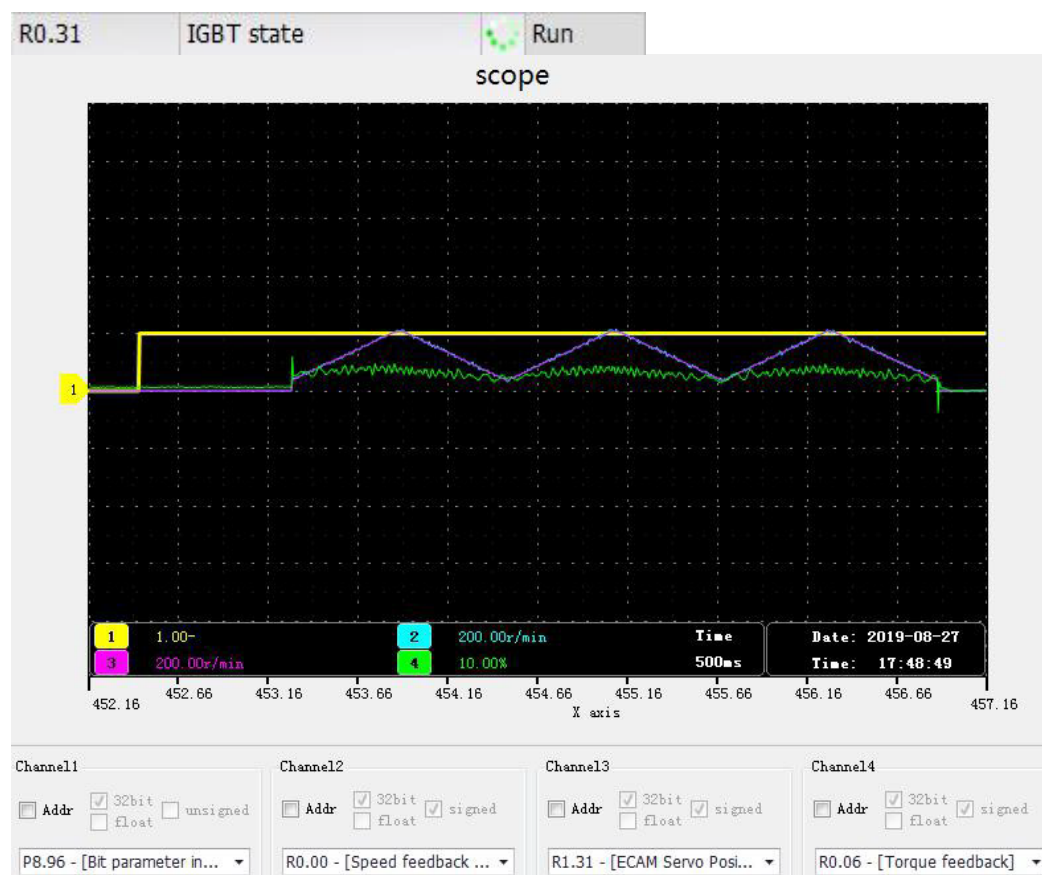 R0.31 IGBT state Run
scope
1
1 1.00- 2 200.00r/min Time Date: 2019-08-27
3 200.00r/min 4 10.00% 500ms Time: 17:48:49
452.16 452.66 453.16 453.66 454.16 454.66 455.16 455.66 456.16 456.66 457.16
X axis
Channel1 Channel2 Channel3 Channel4
Addr 32bit unsigned Addr 32bit signed Addr 32bit signed Addr 32bit signed
float float float float
P8.96 - [Bit parameter in... R0.00 - [Speed feedback ... R1.31 - [ECAM Servo Posi... R0.06 - [Torque feedback]